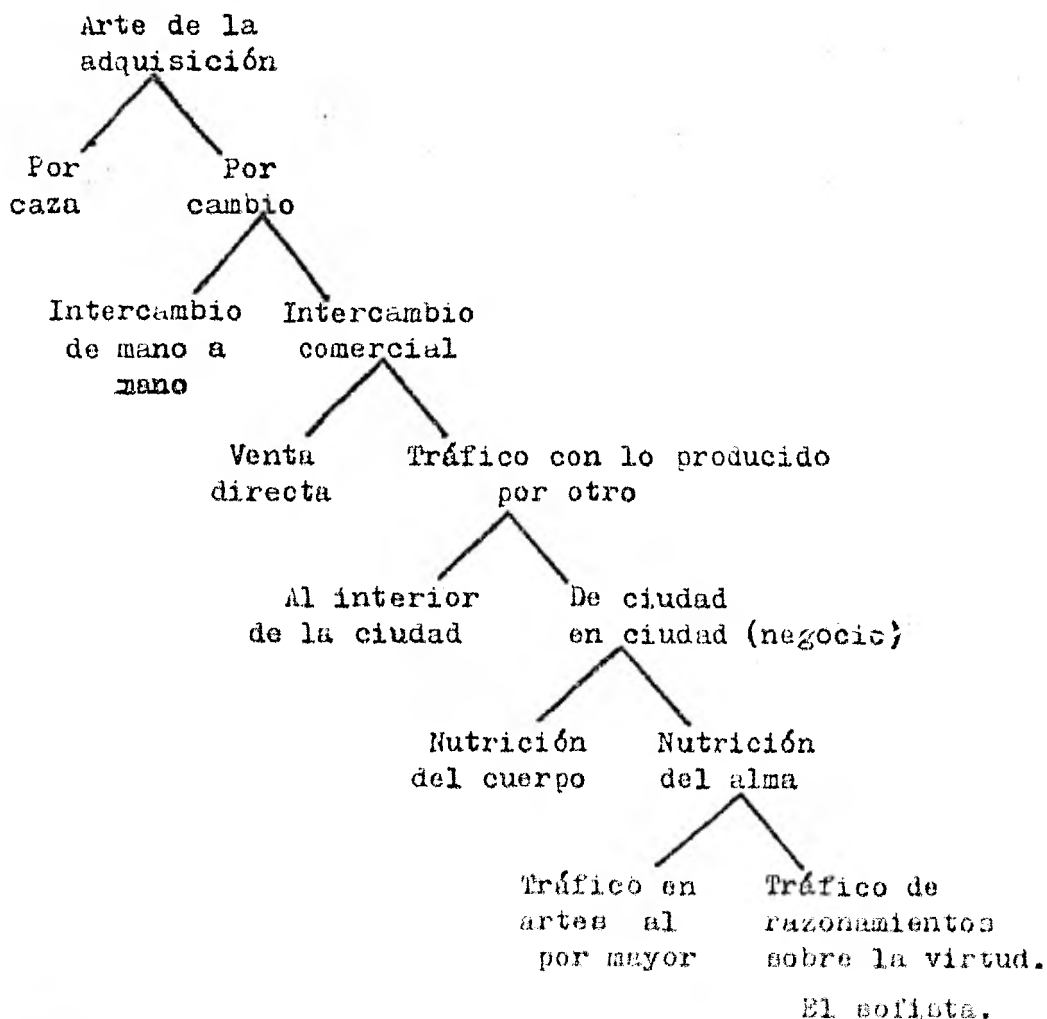 Arte de la
adquisición
Por
caza
Por
cambio
Intercambio
de mano a
mano
Intercambio
comercial
Venta
directa
Tráfico con lo producido
por otro
Al interior
de la ciudad
De ciudad
en ciudad (negocio)
Nutrición
del cuerpo
Nutrición
del alma
Tráfico en
artes al
por mayor
Tráfico de
razonamientos
sobre la virtud.
El sofista.